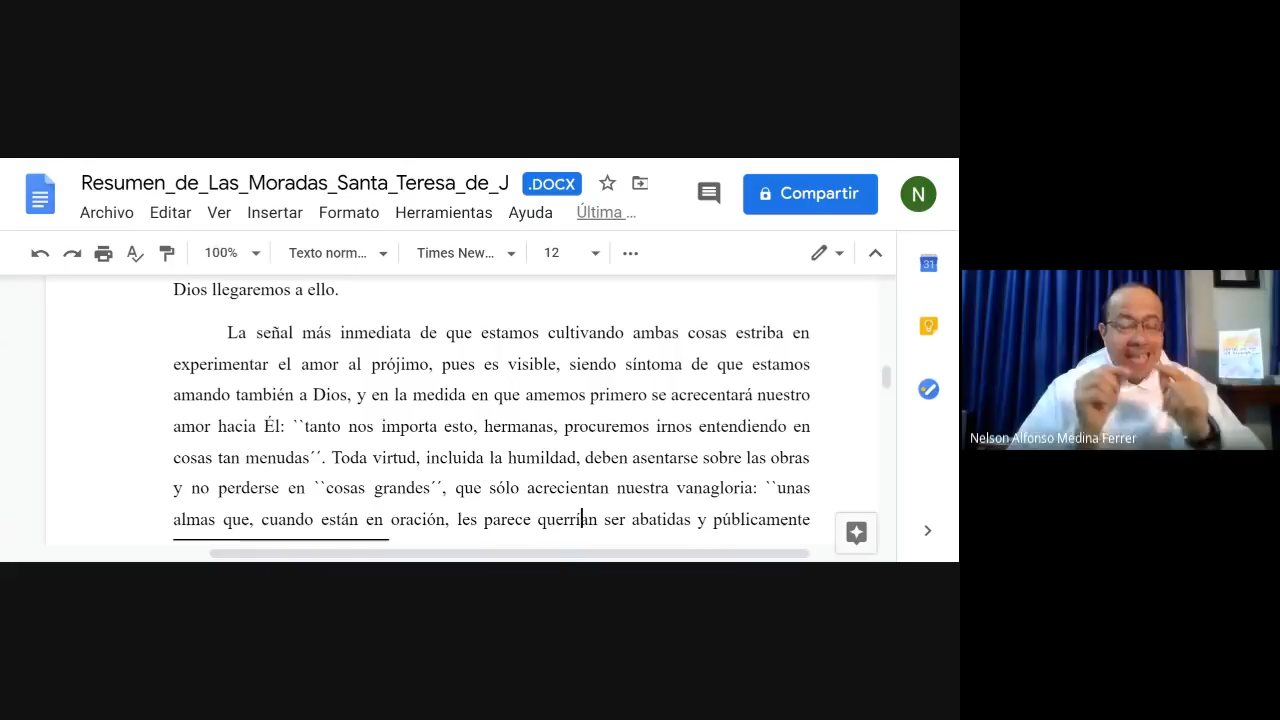 Resumen_de_Las_Moradas_Santa_Teresa_de_J .DOCX
Compartir
N
Archivo Editar Ver Insertar Formato Herramientas Ayuda Última ...
100% Texto norm... Times New... 12
31
Dios llegaremos a ello.
La señal más inmediata de que estamos cultivando ambas cosas estriba en
experimentar el amor al prójimo, pues es visible, siendo síntoma de que estamos
amando también a Dios, y en la medida en que amemos primero se acrecentará nuestro
amor hacia Él: ``tanto nos importa esto, hermanas, procuremos irnos entendiendo en
cosas tan menudas´´. Toda virtud, incluida la humildad, deben asentarse sobre las obras
y no perderse en ``cosas grandes´´, que sólo acrecientan nuestra vanagloria: ``unas
almas que, cuando están en oración, les parece querrían ser abatidas y públicamente
Nelson Alfonso Medina Ferrer